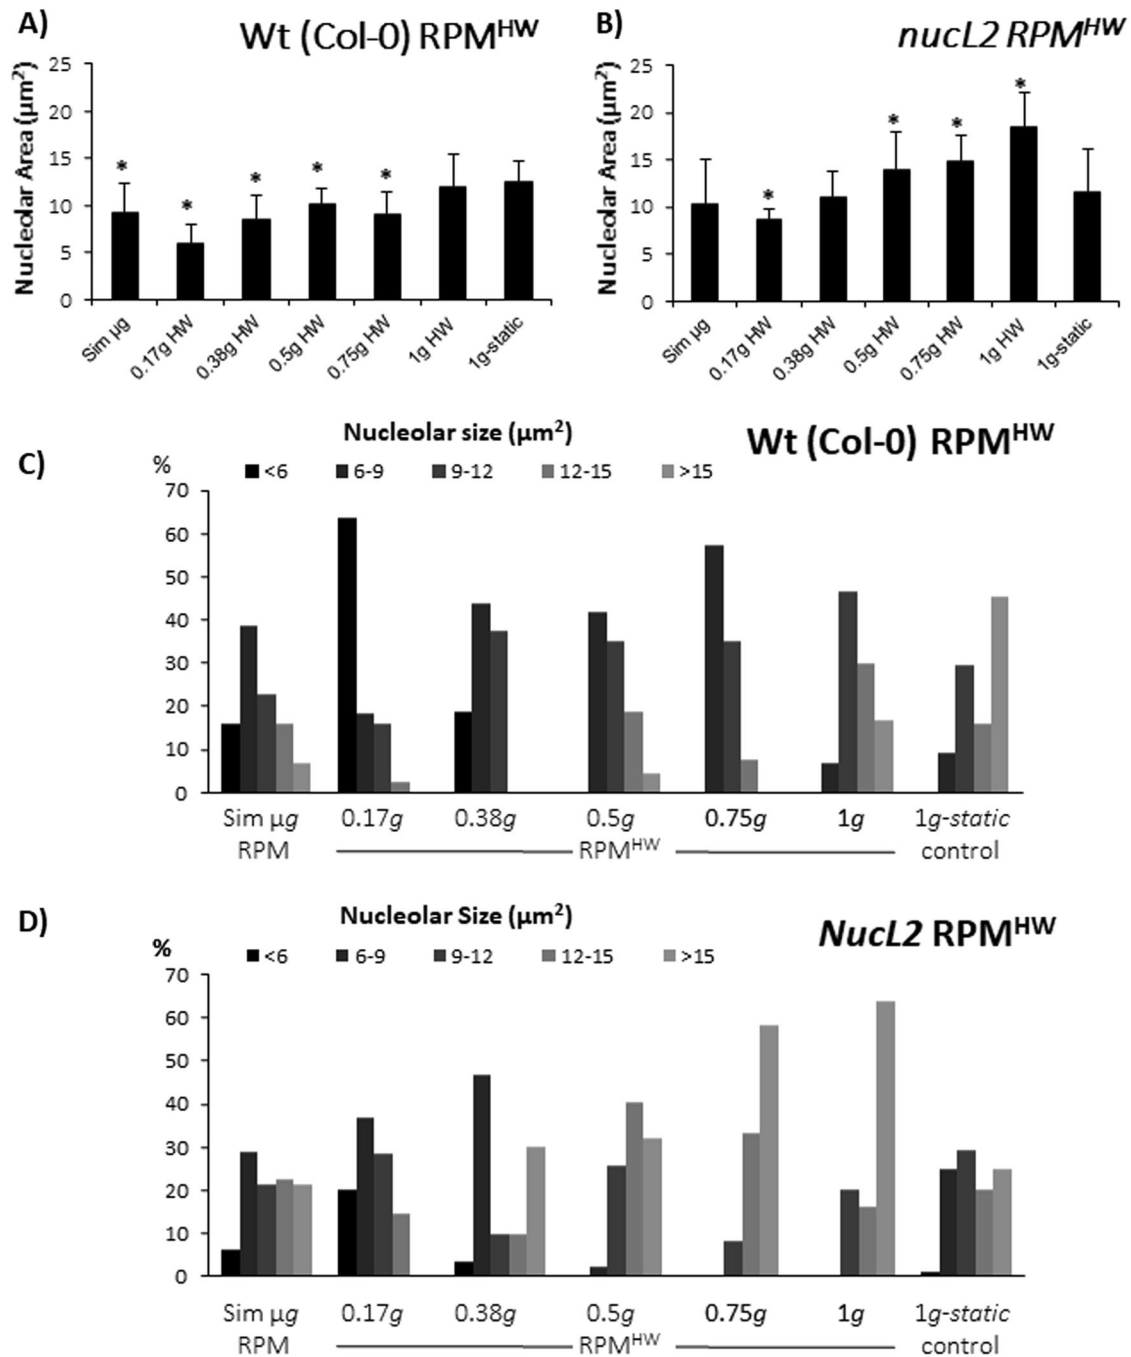 A)
Wt (Col-0) RPMᴴᵂ
Nucleolar Area (µm²)
25
20
15
10
5
0
* * * * *
Sim µg
0.17g HW
0.38g HW
0.5g HW
0.75g HW
1g HW
1g-static
B)
nucL2 RPMᴴᵂ
Nucleolar Area (µm²)
25
20
15
10
5
0
* * * *
Sim µg
0.17g HW
0.38g HW
0.5g HW
0.75g HW
1g HW
1g-static
C)
Nucleolar size (µm²)
Wt (Col-0) RPMᴴᵂ
%
<6 6-9 9-12 12-15 >15
70
60
50
40
30
20
10
0
Sim µg 0.17g 0.38g 0.5g 0.75g 1g 1g-static
RPM RPMᴴᵂ control
D)
Nucleolar Size (µm²)
NucL2 RPMᴴᵂ
%
<6 6-9 9-12 12-15 >15
70
60
50
40
30
20
10
0
Sim µg 0.17g 0.38g 0.5g 0.75g 1g 1g-static
RPM RPMᴴᵂ control